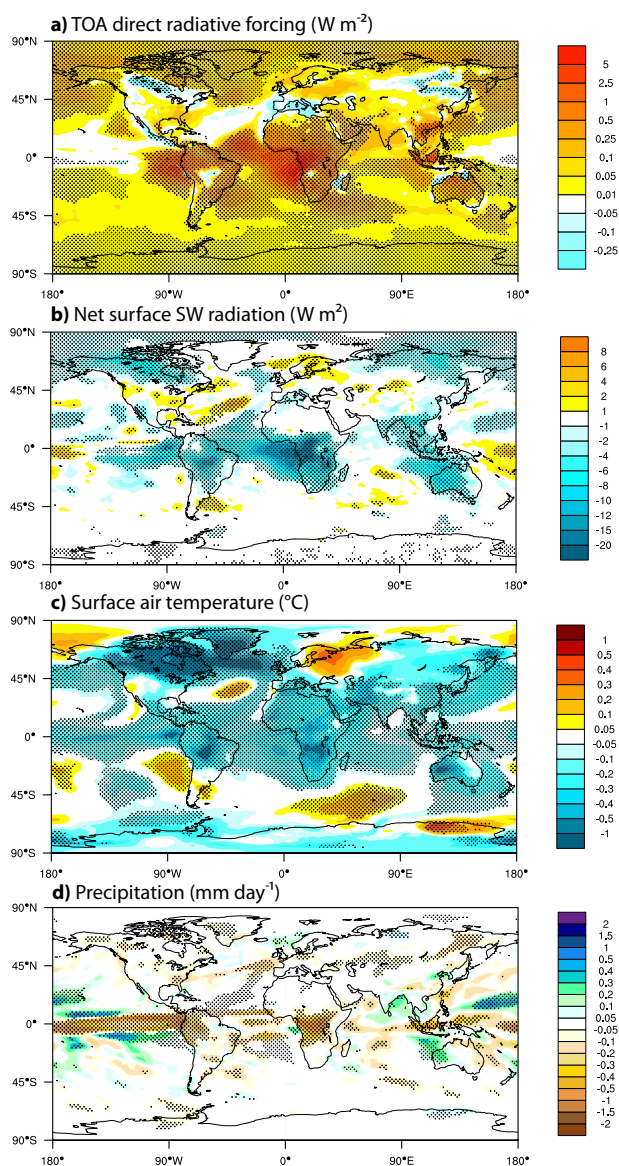 a) TOA direct radiative forcing (W m⁻²)
90°N
45°N
0°
45°S
90°S
180°
90°W
0°
90°E
180°
5
2.5
1
0.5
0.25
0.1
0.05
0.01
-0.05
-0.1
-0.25
b) Net surface SW radiation (W m²)
90°N
45°N
0°
45°S
90°S
180°
90°W
0°
90°E
180°
8
6
4
2
1
-1
-2
-4
-6
-8
-10
-12
-15
-20
c) Surface air temperature (°C)
90°N
45°N
0°
45°S
90°S
180°
90°W
0°
90°E
180°
1
0.5
0.4
0.3
0.2
0.1
0.05
-0.05
-0.1
-0.2
-0.3
-0.4
-0.5
-1
d) Precipitation (mm day⁻¹)
90°N
45°N
0°
45°S
90°S
180°
90°W
0°
90°E
180°
2
1.5
1
0.5
0.4
0.3
0.2
0.1
0.05
-0.05
-0.1
-0.2
-0.3
-0.4
-0.5
-1
-1.5
-2